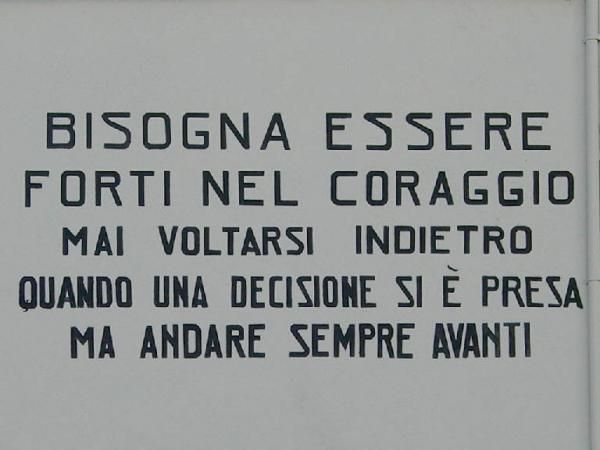 BISOGNA ESSERE
FORTI NEL CORAGGIO
MAI VOLTARSI INDIETRO
QUANDO UNA DECISIONE SI È PRESA
MA ANDARE SEMPRE AVANTI